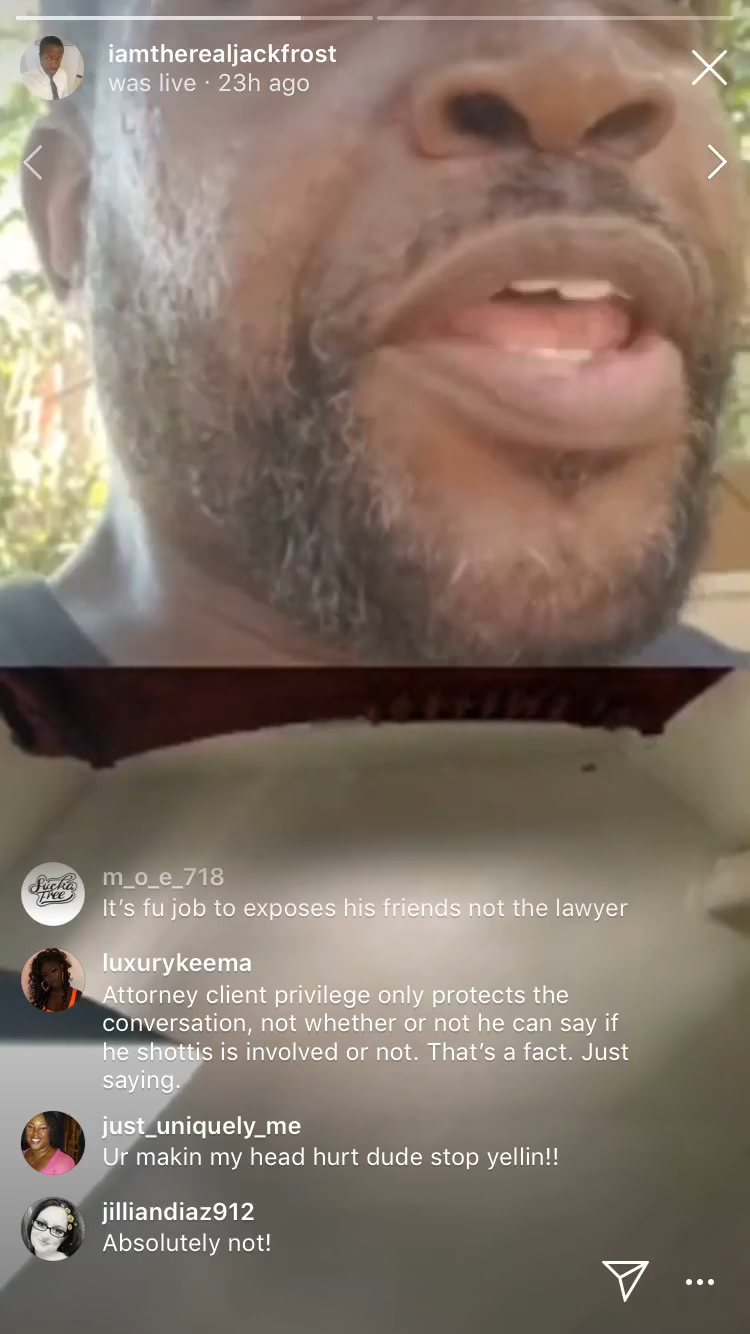 iamtherealjackfrost
was live · 23h ago
m_o_e_718
Sucka
Free
It's fu job to exposes his friends not the lawyer
luxurykeema
Attorney client privilege only protects the
conversation, not whether or not he can say if
he shottis is involved or not. That's a fact. Just
saying.
just_uniquely_me
Ur makin my head hurt dude stop yellin!!
jilliandiaz912
Absolutely not!